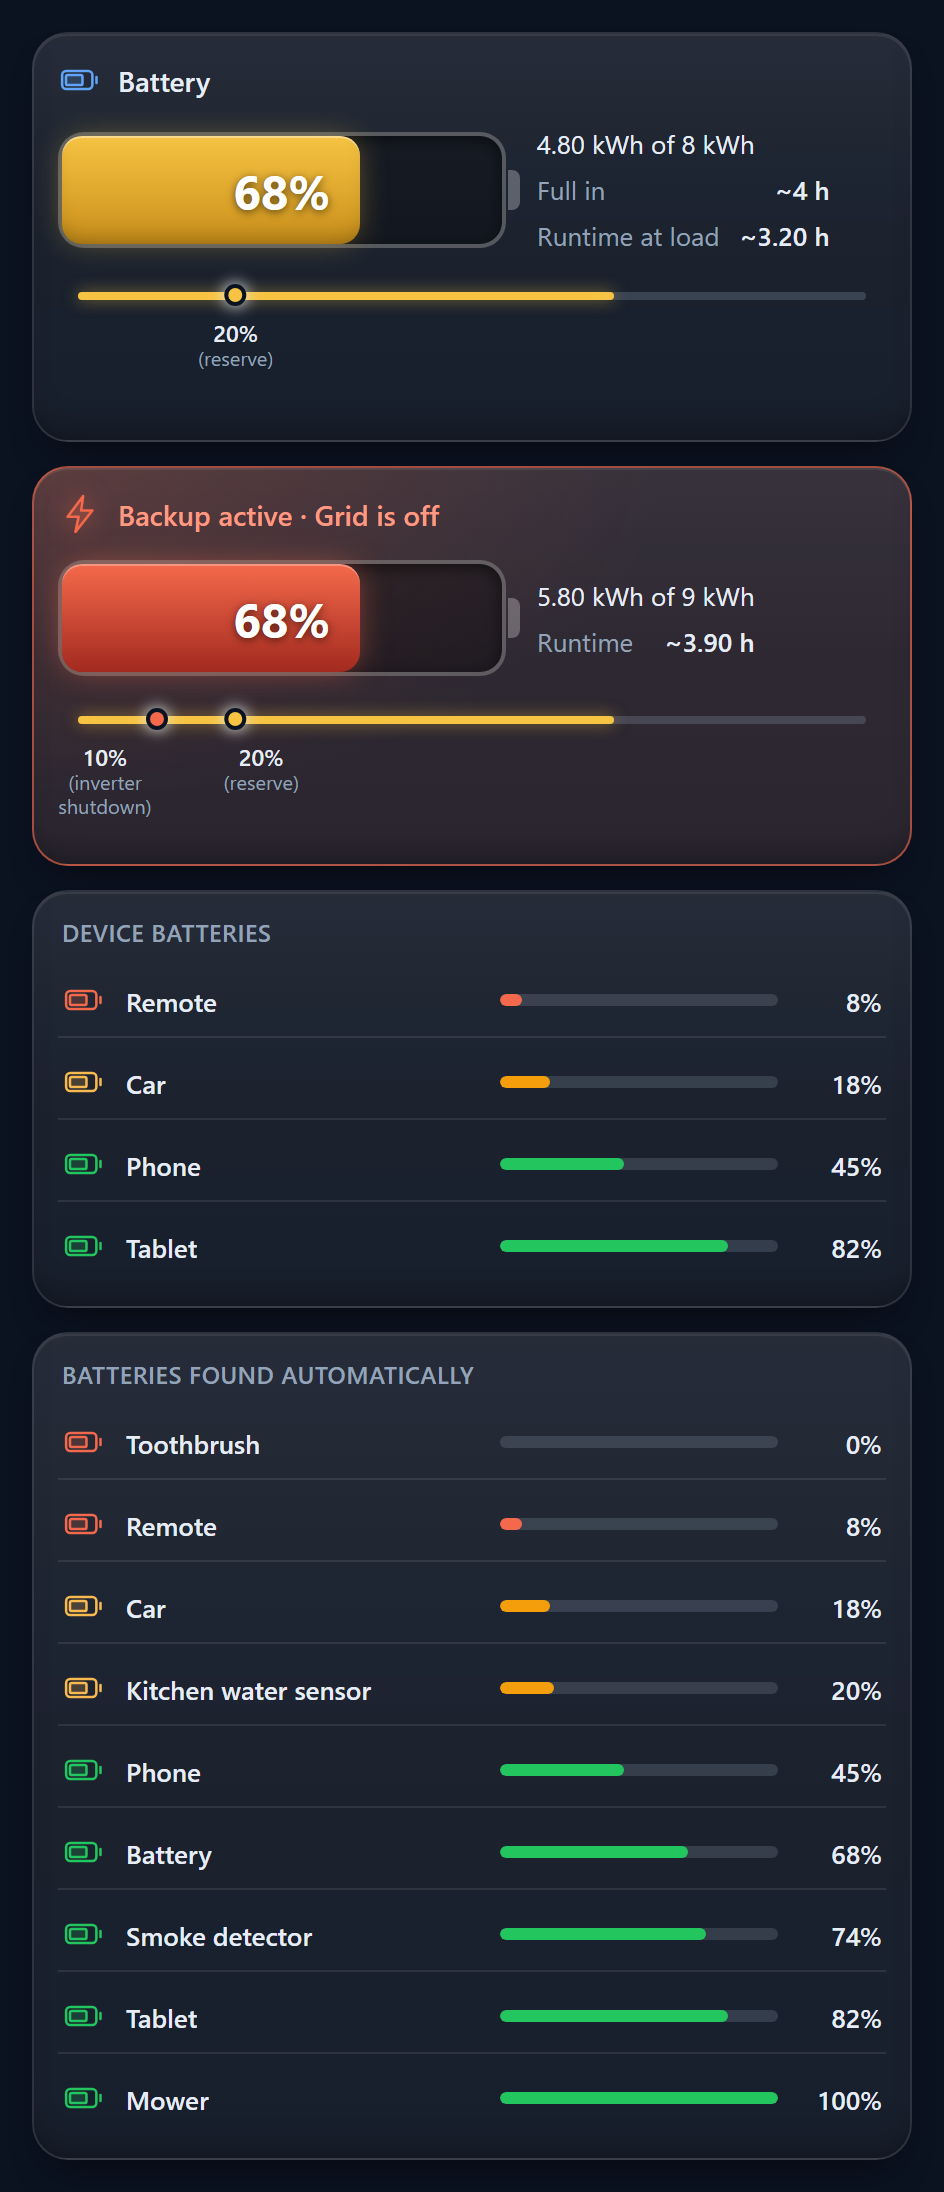 Battery
68%
4.80 kWh of 8 kWh
Full in ~4 h
Runtime at load ~3.20 h
20%
(reserve)
Backup active · Grid is off
68%
5.80 kWh of 9 kWh
Runtime ~3.90 h
10% 20%
(inverter (reserve)
shutdown)
DEVICE BATTERIES
Remote 8%
Car 18%
Phone 45%
Tablet 82%
BATTERIES FOUND AUTOMATICALLY
Toothbrush 0%
Remote 8%
Car 18%
Kitchen water sensor 20%
Phone 45%
Battery 68%
Smoke detector 74%
Tablet 82%
Mower 100%